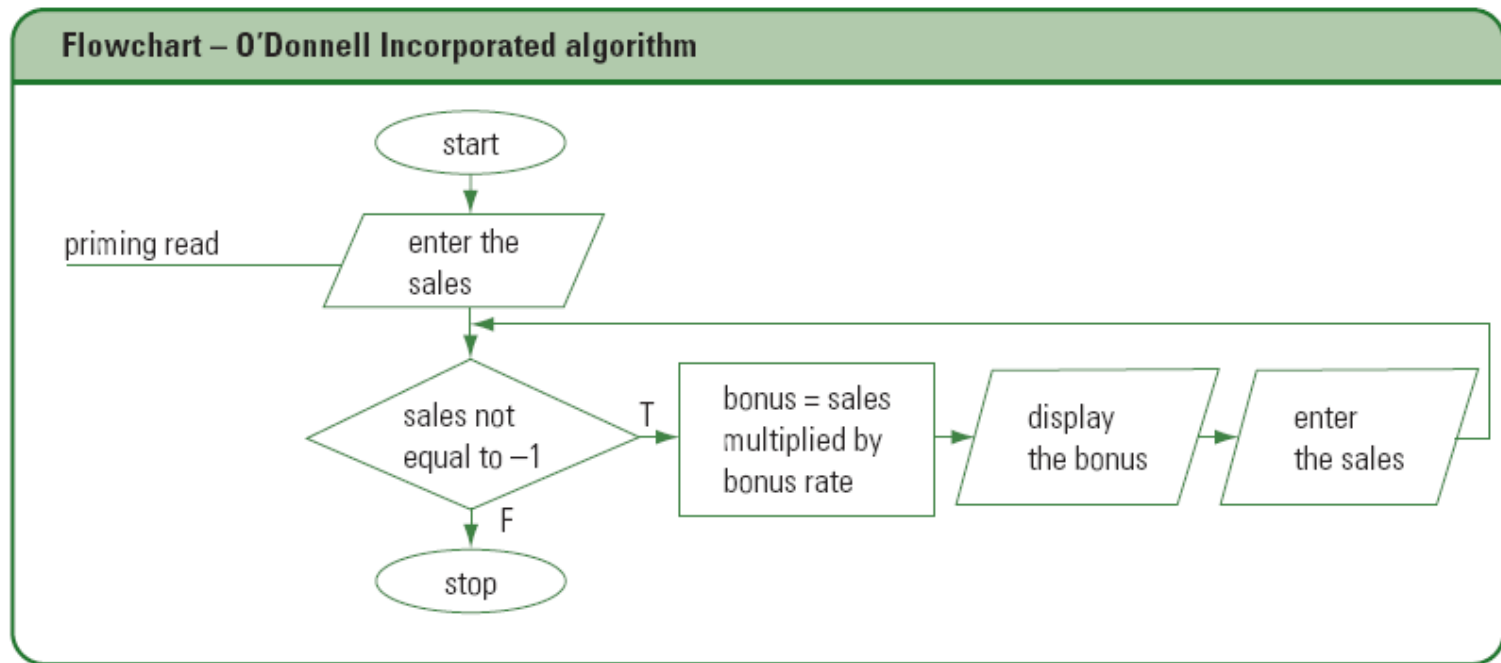 Flowchart – O'Donnell Incorporated algorithm
start
priming read
enter the
sales
sales not
equal to –1
T
bonus = sales
multiplied by
bonus rate
display
the bonus
enter
the sales
F
stop